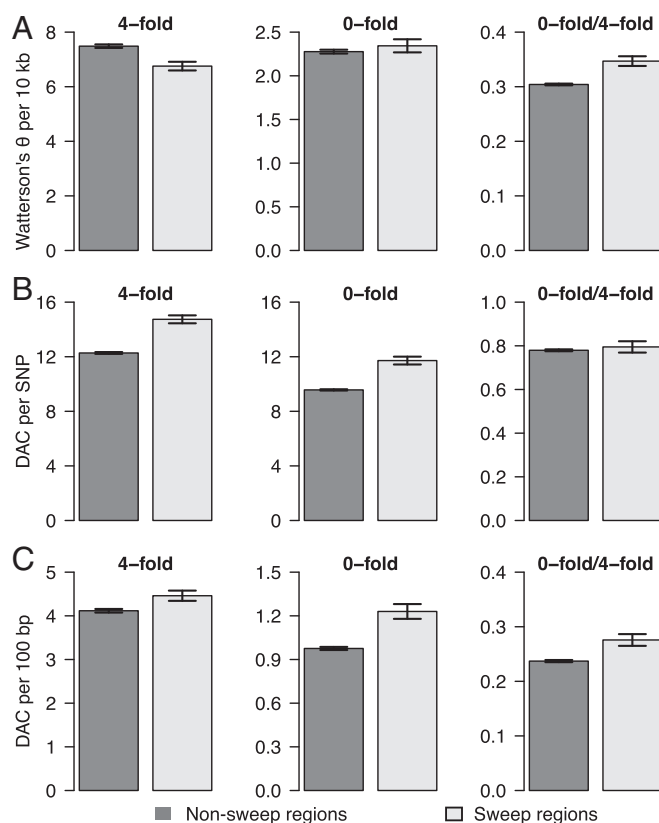 A
4−fold
0−fold
0−fold/4−fold
Watterson's θ per 10 kb
8
6
4
2
0
2.5
2.0
1.5
1.0
0.5
0.0
0.4
0.3
0.2
0.1
0.0
B
4−fold
0−fold
0−fold/4−fold
DAC per SNP
16
12
8
4
0
16
12
8
4
0
1.0
0.8
0.6
0.4
0.2
0.0
C
4−fold
0−fold
0−fold/4−fold
DAC per 100 bp
5
4
3
2
1
0
1.5
1.2
0.9
0.6
0.3
0.0
0.4
0.3
0.2
0.1
0.0
Non-sweep regions
Sweep regions